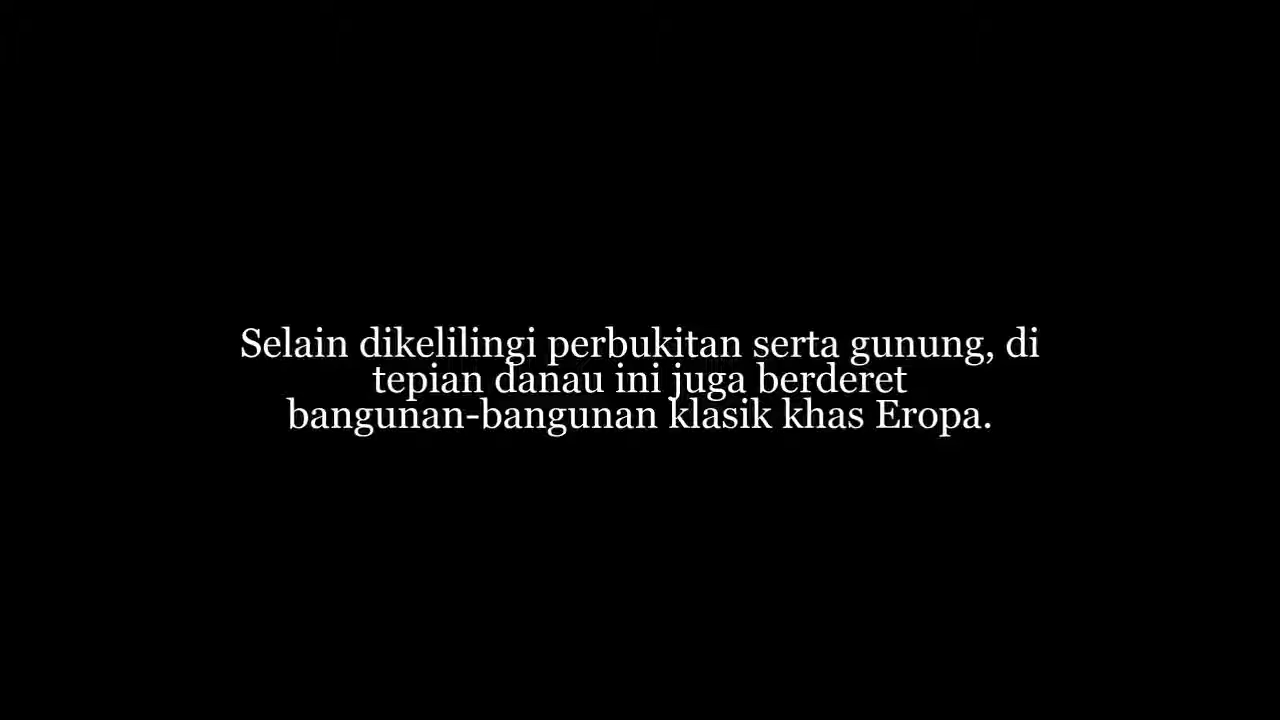 Selain dikelilingi perbukitan serta gunung, di
tepian danau ini juga berderet
bangunan-bangunan klasik khas Eropa.